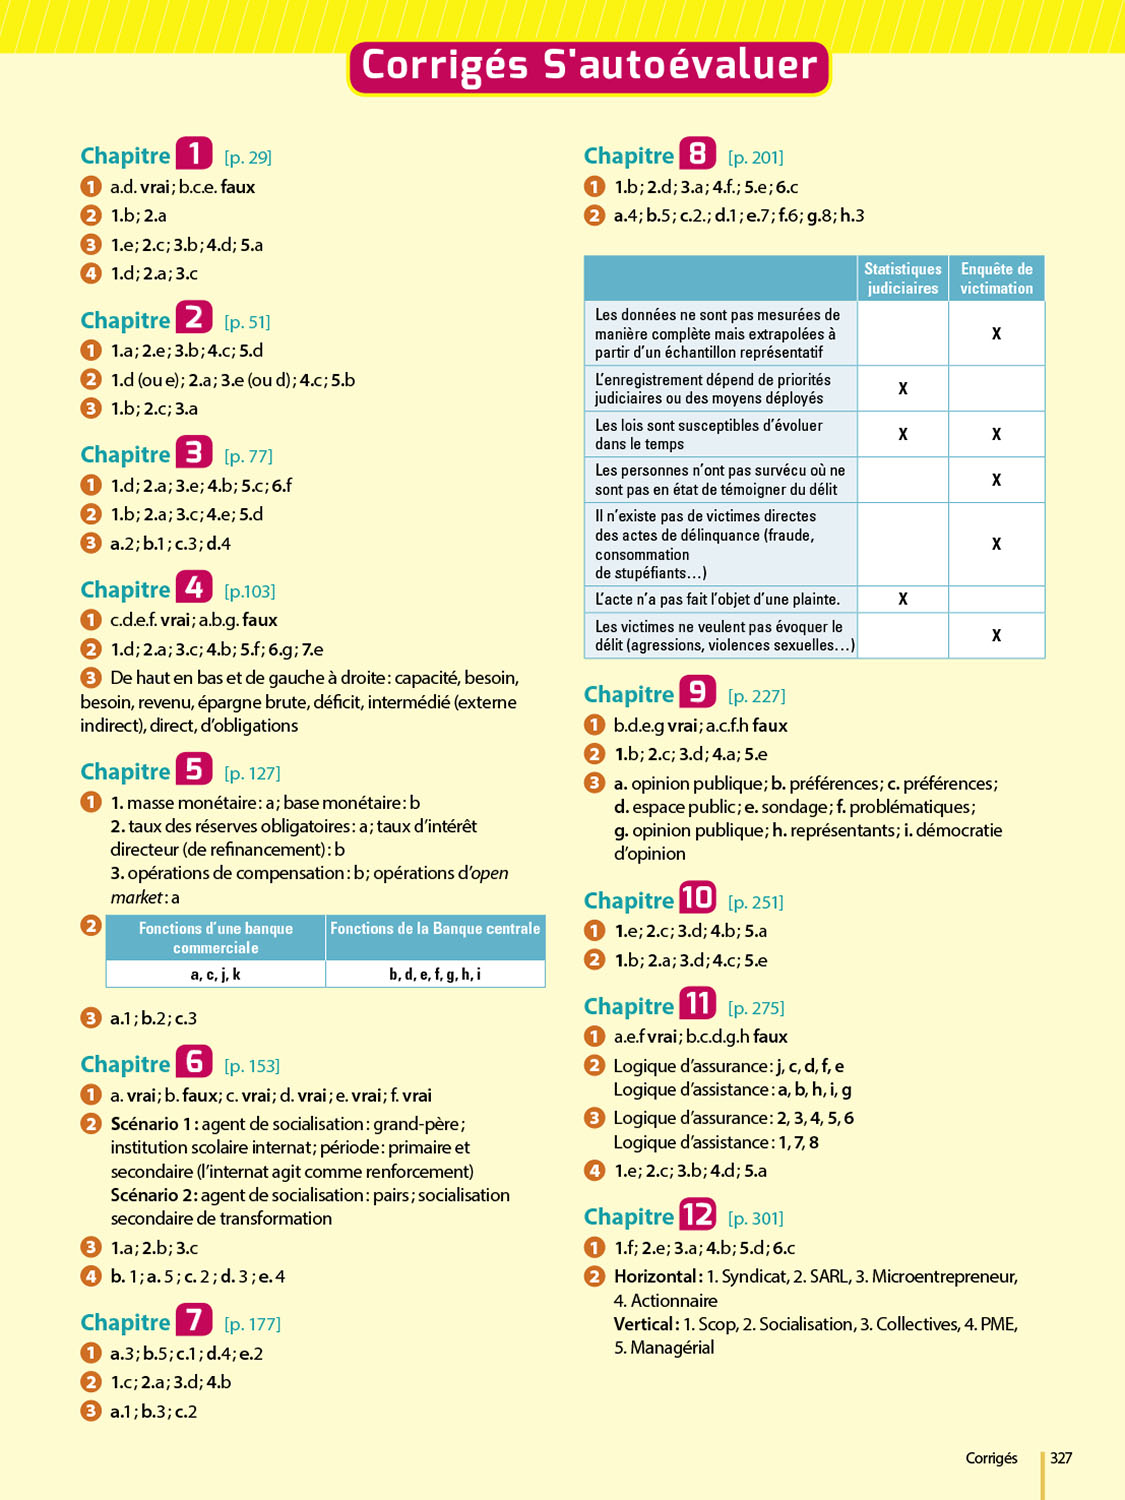 Corrigés S'autoévaluer
Chapitre 1 [p. 29]
1 a.d. vrai ; b.c.e. faux
2 1.b ; 2.a
3 1.e ; 2.c ; 3.b ; 4.d ; 5.a
4 1.d ; 2.a ; 3.c
Chapitre 2 [p. 51]
1 1.a ; 2.e ; 3.b ; 4.c ; 5.d
2 1.d (ou e) ; 2.a ; 3.e (ou d) ; 4.c ; 5.b
3 1.b ; 2.c ; 3.a
Chapitre 3 [p. 77]
1 1.d ; 2.a ; 3.e ; 4.b ; 5.c ; 6.f
2 1.b ; 2.a ; 3.c ; 4.e ; 5.d
3 a.2 ; b.1 ; c.3 ; d.4
Chapitre 4 [p.103]
1 c.d.e.f. vrai ; a.b.g. faux
2 1.d ; 2.a ; 3.c ; 4.b ; 5.f ; 6.g ; 7.e
3 De haut en bas et de gauche à droite : capacité, besoin,
besoin, revenu, épargne brute, déficit, intermédié (externe
indirect), direct, d'obligations
Chapitre 5 [p. 127]
1 1. masse monétaire : a ; base monétaire : b
2. taux des réserves obligatoires : a ; taux d'intérêt
directeur (de refinancement) : b
3. opérations de compensation : b ; opérations d'open
market : a
2 Fonctions d'une banque
commerciale
Fonctions de la Banque centrale
a, c, j, k
b, d, e, f, g, h, i
3 a.1 ; b.2 ; c.3
Chapitre 6 [p. 153]
1 a. vrai ; b. faux ; c. vrai ; d. vrai ; e. vrai ; f. vrai
2 Scénario 1 : agent de socialisation : grand-père ;
institution scolaire internat ; période : primaire et
secondaire (l'internat agit comme renforcement)
Scénario 2 : agent de socialisation : pairs ; socialisation
secondaire de transformation
3 1.a ; 2.b ; 3.c
4 b. 1 ; a. 5 ; c. 2 ; d. 3 ; e. 4
Chapitre 7 [p. 177]
1 a.3 ; b.5 ; c.1 ; d.4 ; e.2
2 1.c ; 2.a ; 3.d ; 4.b
3 a.1 ; b.3 ; c.2
Chapitre 8 [p. 201]
1 1.b ; 2.d ; 3.a ; 4.f. ; 5.e ; 6.c
2 a.4 ; b.5 ; c.2. ; d.1 ; e.7 ; f.6 ; g.8 ; h.3
Statistiques
judiciaires
Enquête de
victimation
Les données ne sont pas mesurées de
manière complète mais extrapolées à
partir d'un échantillon représentatif
X
L'enregistrement dépend de priorités
judiciaires ou des moyens déployés
X
Les lois sont susceptibles d'évoluer
dans le temps
X X
Les personnes n'ont pas survécu où ne
sont pas en état de témoigner du délit
X
Il n'existe pas de victimes directes
des actes de délinquance (fraude,
consommation
de stupéfiants…)
X
L'acte n'a pas fait l'objet d'une plainte. X
Les victimes ne veulent pas évoquer le
délit (agressions, violences sexuelles…)
X
Chapitre 9 [p. 227]
1 b.d.e.g vrai ; a.c.f.h faux
2 1.b ; 2.c ; 3.d ; 4.a ; 5.e
3 a. opinion publique ; b. préférences ; c. préférences ;
d. espace public ; e. sondage ; f. problématiques ;
g. opinion publique ; h. représentants ; i. démocratie
d'opinion
Chapitre 10 [p. 251]
1 1.e ; 2.c ; 3.d ; 4.b ; 5.a
2 1.b ; 2.a ; 3.d ; 4.c ; 5.e
Chapitre 11 [p. 275]
1 a.e.f vrai ; b.c.d.g.h faux
2 Logique d'assurance : j, c, d, f, e
Logique d'assistance : a, b, h, i, g
3 Logique d'assurance : 2, 3, 4, 5, 6
Logique d'assistance : 1, 7, 8
4 1.e ; 2.c ; 3.b ; 4.d ; 5.a
Chapitre 12 [p. 301]
1 1.f ; 2.e ; 3.a ; 4.b ; 5.d ; 6.c
2 Horizontal : 1. Syndicat, 2. SARL, 3. Microentrepreneur,
4. Actionnaire
Vertical : 1. Scop, 2. Socialisation, 3. Collectives, 4. PME,
5. Managérial
Corrigés 327